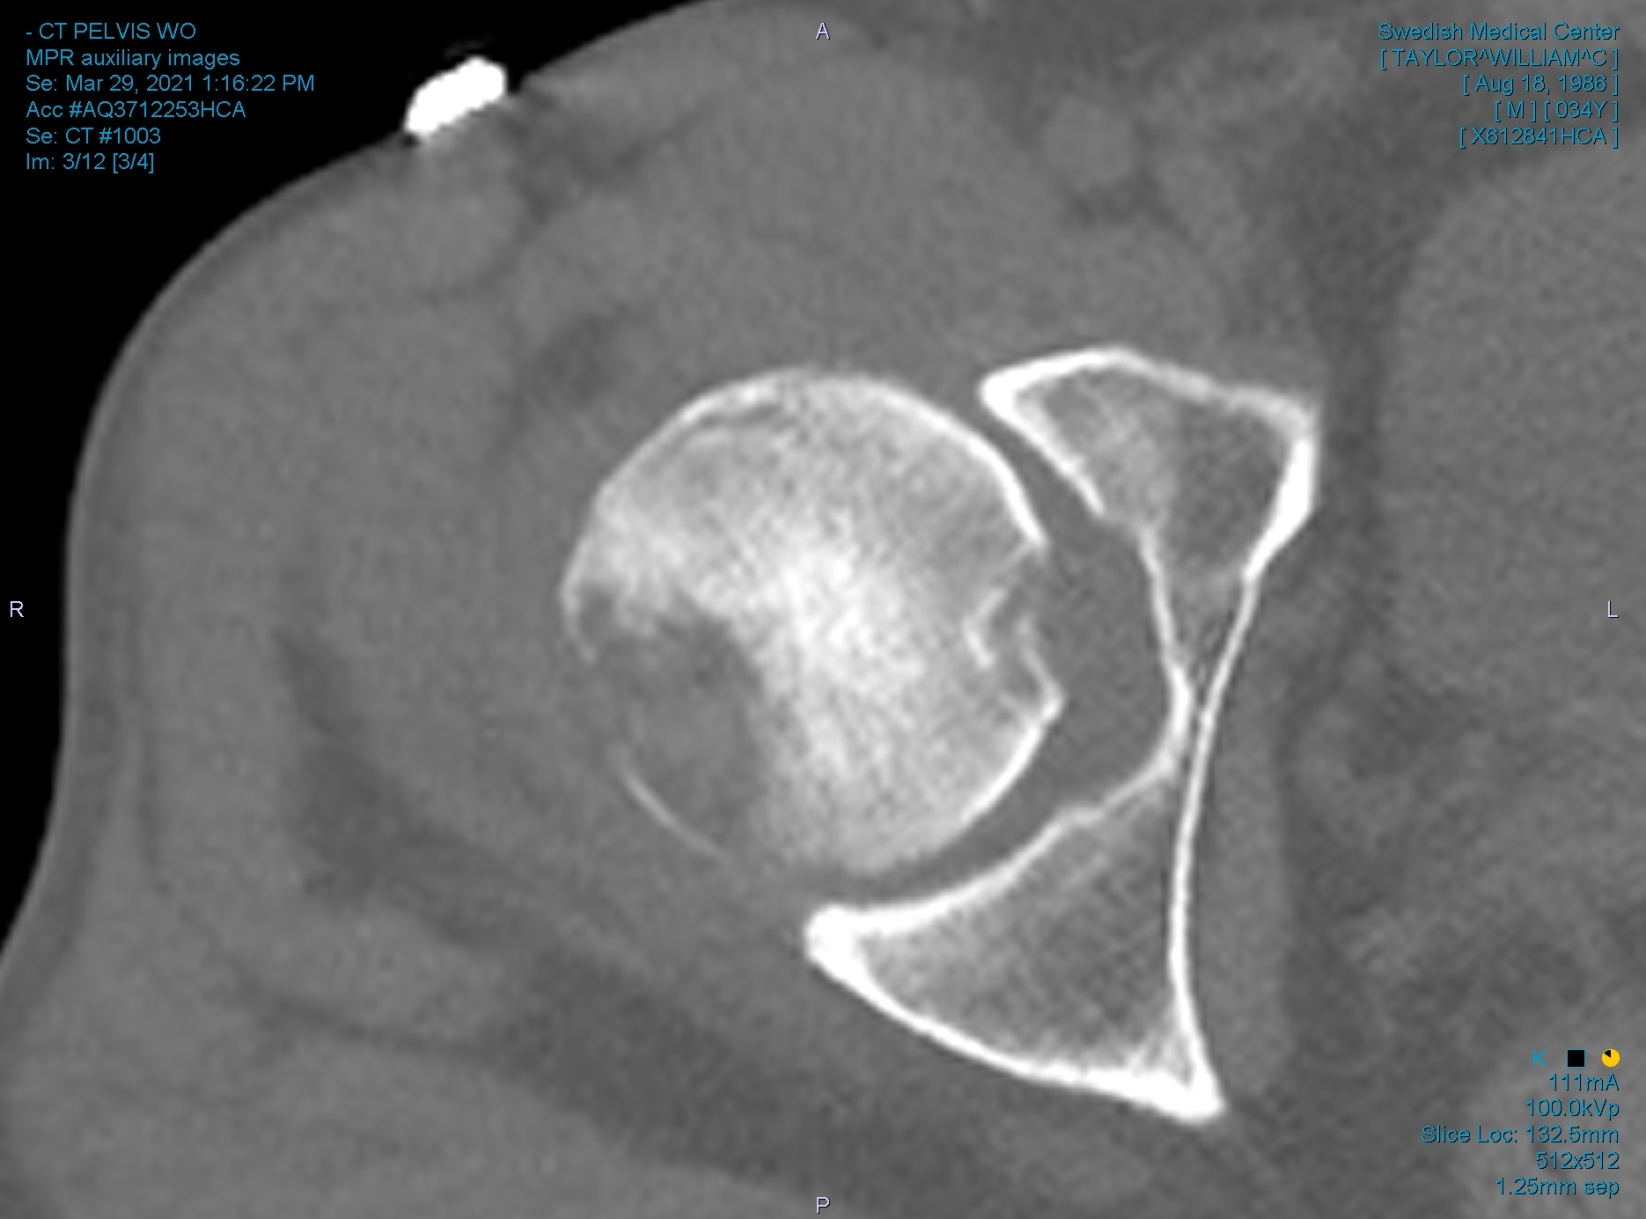 - CT PELVIS WO
MPR auxiliary images
Se: Mar 29, 2021 1:16:22 PM
Acc #AQ3712253HCA
Se: CT #1003
Im: 3/12 [3/4]
A
Swedish Medical Center
[ TAYLOR^WILLIAM^C ]
[ Aug 18, 1986 ]
[ M ] [ 034Y ]
[ X612841HCA ]
R
L
K
111mA
100.0kVp
Slice Loc: 132.5mm
512x512
1.25mm sep
P